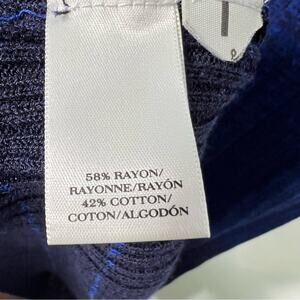 58% RAYON/
RAYONNE/RAYÓN
42% COTTON/
COTON/ALGODÓN